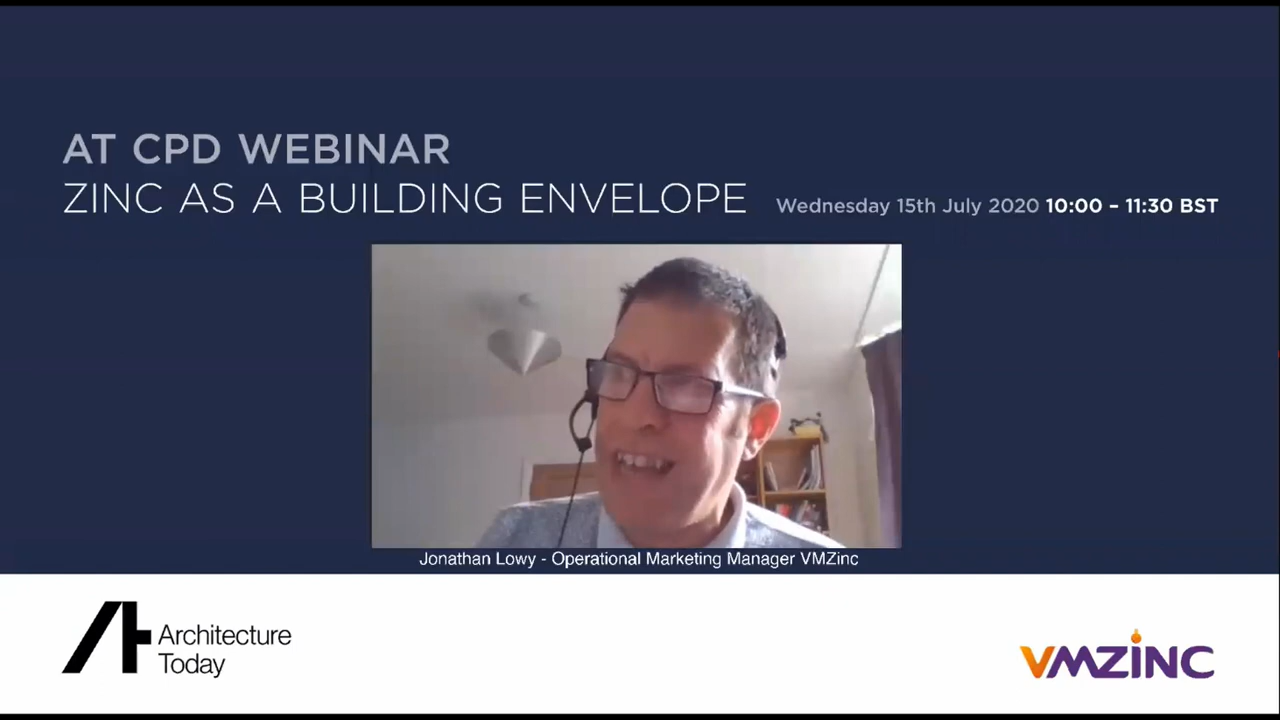 AT CPD WEBINAR
ZINC AS A BUILDING ENVELOPE Wednesday 15th July 2020 10:00 – 11:30 BST
Jonathan Lowy - Operational Marketing Manager VMZinc
Architecture
Today
VMZINC